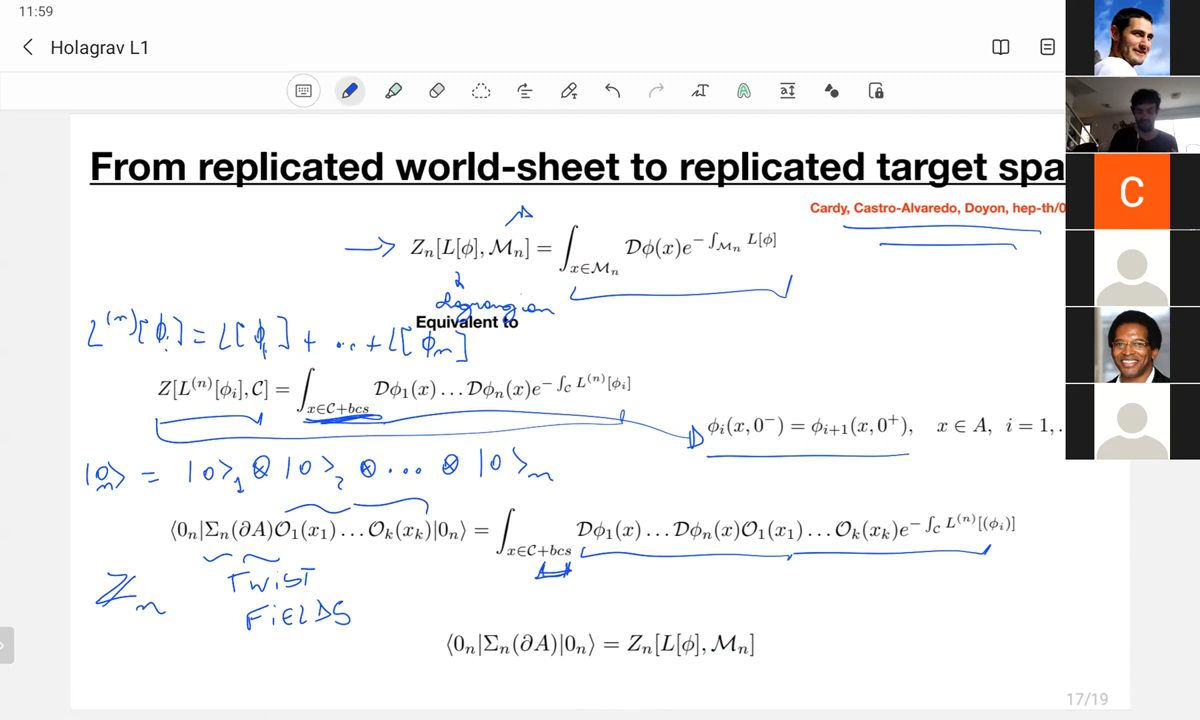 11:59
Holagrav L1
From replicated world-sheet to replicated target spa
Cardy, Castro-Alvaredo, Doyon, hep-th/0
Z_n[L[ϕ], ℳ_n] = ∫_{x∈ℳ_n} 𝒟ϕ(x)e^{−∫_{ℳ_n} L[ϕ]}
Lagrangian
Equivalent to
L^{(n)}[ϕ_i] = L[ϕ_1] + ... + L[ϕ_n]
Z[L^{(n)}[ϕ_i], 𝒞] = ∫_{x∈𝒞+bcs} 𝒟ϕ_1(x)...𝒟ϕ_n(x)e^{−∫_𝒞 L^{(n)}[ϕ_i]}
ϕ_i(x, 0^−) = ϕ_{i+1}(x, 0^+), x ∈ A, i = 1, .
|0_n⟩ = |0⟩_1 ⊗ |0⟩_2 ⊗ ... ⊗ |0⟩_n
⟨0_n|Σ_n(∂A)𝒪_1(x_1)...𝒪_k(x_k)|0_n⟩ = ∫_{x∈𝒞+bcs} 𝒟ϕ_1(x)...𝒟ϕ_n(x)𝒪_1(x_1)...𝒪_k(x_k)e^{−∫_𝒞 L^{(n)}[(ϕ_i)]}
ℤ_n
TWIST
FIELDS
⟨0_n|Σ_n(∂A)|0_n⟩ = Z_n[L[ϕ], ℳ_n]
17/19
C